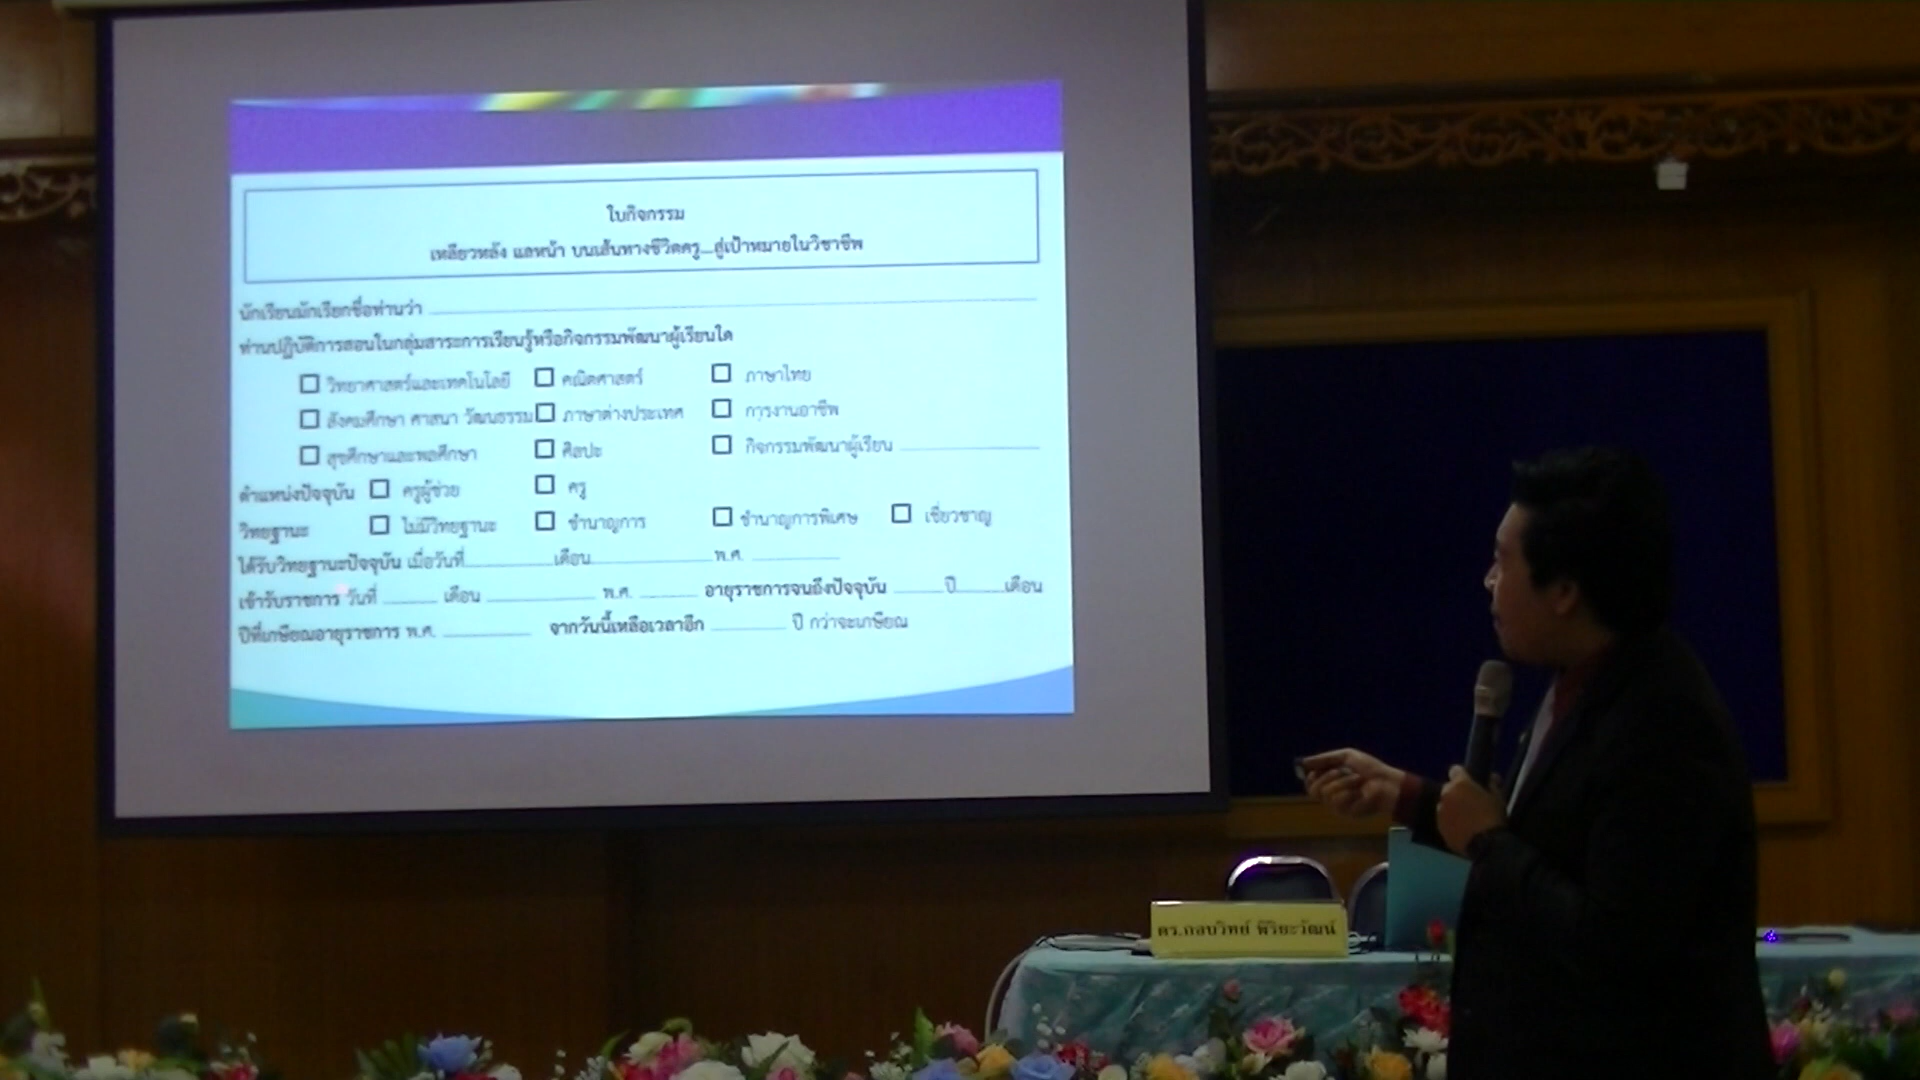 ใบกิจกรรม
เหลียวหลัง แลหน้า บนเส้นทางชีวิตครู...สู่เป้าหมายในวิชาชีพ
นักเรียนมักเรียกชื่อท่านว่า
ท่านปฏิบัติการสอนในกลุ่มสาระการเรียนรู้หรือกิจกรรมพัฒนาผู้เรียนใด
วิทยาศาสตร์และเทคโนโลยี คณิตศาสตร์ ภาษาไทย
สังคมศึกษา ศาสนา วัฒนธรรม ภาษาต่างประเทศ การงานอาชีพ
สุขศึกษาและพลศึกษา ศิลปะ กิจกรรมพัฒนาผู้เรียน
ตำแหน่งปัจจุบัน ครูผู้ช่วย ครู
วิทยฐานะ ไม่มีวิทยฐานะ ชำนาญการ ชำนาญการพิเศษ เชี่ยวชาญ
ได้รับวิทยฐานะปัจจุบัน เมื่อวันที่ เดือน พ.ศ.
เข้ารับราชการ วันที่ เดือน พ.ศ. อายุราชการจนถึงปัจจุบัน ปี เดือน
ปีที่เกษียณอายุราชการ พ.ศ. จากวันนี้เหลือเวลาอีก ปี กว่าจะเกษียณ
ดร.กอบวิทย์ พิริยะวัฒน์